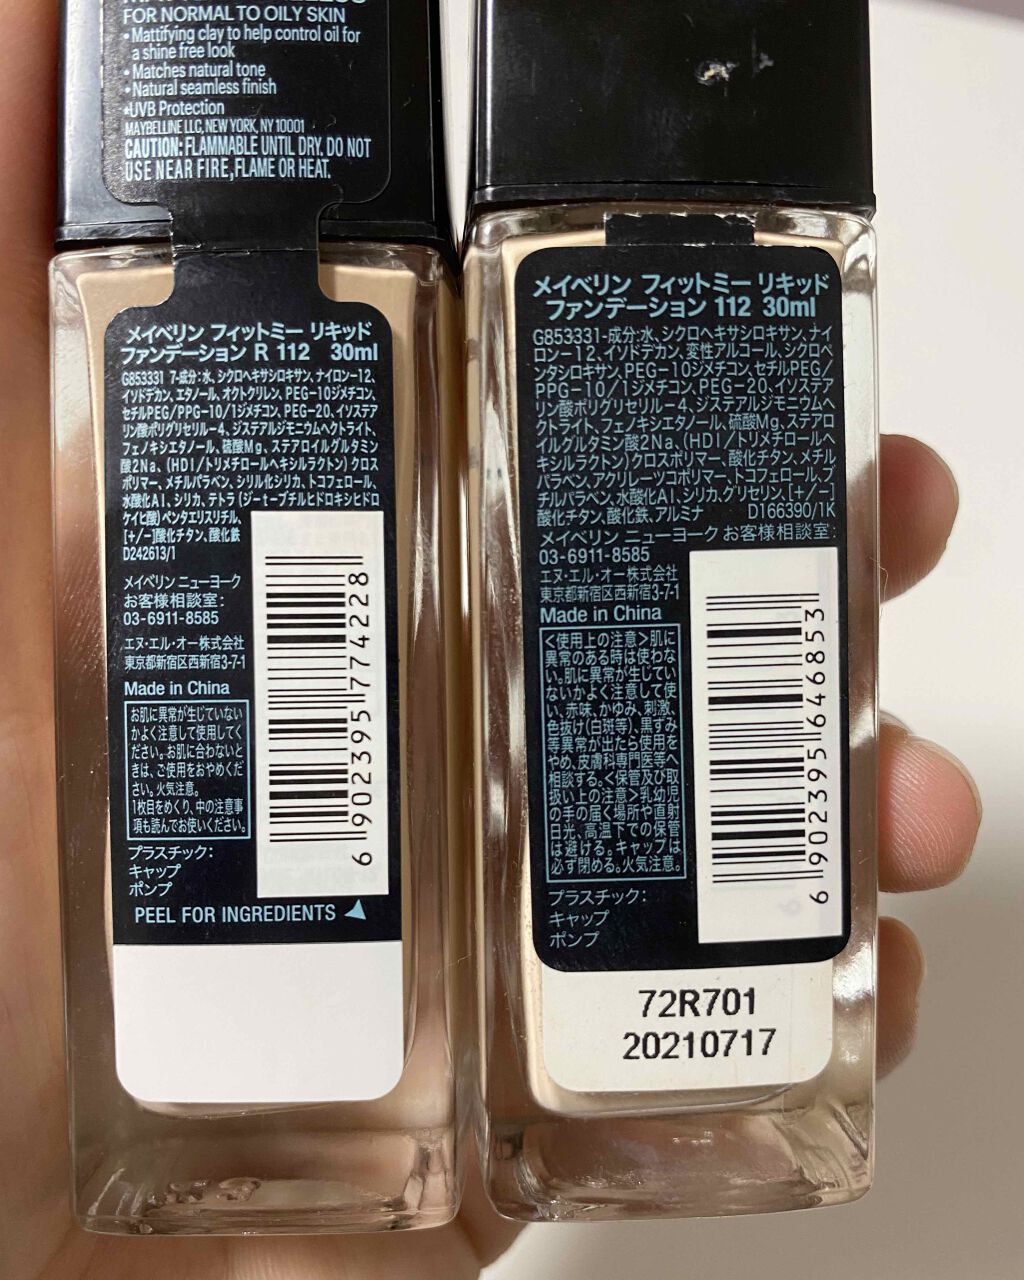 FOR NORMAL TO OILY SKIN
• Mattifying clay to help control oil for
a shine free look
• Matches natural tone
• Natural seamless finish
•UVB Protection
MAYBELLINE LLC, NEW YORK, NY 10001
CAUTION: FLAMMABLE UNTIL DRY. DO NOT
USE NEAR FIRE, FLAME OR HEAT.
メイベリン フィットミー リキッド
ファンデーション R 112 30ml
G853331 7-成分:水、シクロヘキサシロキサン、ナイロン-12、
イソドデカン、エタノール、オクトクリレン、PEG-10ジメチコン、
セチルPEG/PPG-10/1ジメチコン、PEG-20、イソステア
リン酸ポリグリセリル-4、ジステアルジモニウムヘクトライト、
フェノキシエタノール、硫酸Mg、ステアロイルグルタミン
酸2Na、(HDI/トリメチロールヘキシルラクトン)クロス
ポリマー、メチルパラベン、シリル化シリカ、トコフェロール、
水酸化Al、シリカ、テトラ(ジ-t-ブチルヒドロキシヒドロ
ケイヒ酸)ペンタエリスリチル、
[+/-]酸化チタン、酸化鉄
D242613/1
メイベリン ニューヨーク
お客様相談室:
03-6911-8585
エヌ・エル・オー株式会社
東京都新宿区西新宿3-7-1
Made in China
お肌に異常が生じていない
かよく注意して使用してく
ださい。お肌に合わないと
きは、ご使用をおやめくだ
さい。火気注意。
1枚目をめくり、中の注意事
項も読んでお使いください。
プラスチック:
キャップ
ポンプ
6902395774228
PEEL FOR INGREDIENTS
メイベリン フィットミー リキッド
ファンデーション 112 30ml
G853331-成分:水、シクロヘキサシロキサン、ナイ
ロン-12、イソドデカン、変性アルコール、シクロペ
ンタシロキサン、PEG-10ジメチコン、セチルPEG/
PPG-10/1ジメチコン、PEG-20、イソステア
リン酸ポリグリセリル-4、ジステアルジモニウムヘク
トライト、フェノキシエタノール、硫酸Mg、ステアロ
イルグルタミン酸2Na、(HDI/トリメチロールヘ
キシルラクトン)クロスポリマー、酸化チタン、メチル
パラベン、アクリレーツコポリマー、トコフェロール、ブ
チルパラベン、水酸化Al、シリカ、グリセリン、[+/-]
酸化チタン、酸化鉄、アルミナ D166390/1K
メイベリン ニューヨーク お客様相談室:
03-6911-8585
エヌ・エル・オー株式会社
東京都新宿区西新宿3-7-1
Made in China
<使用上の注意>肌に
異常のある時は使わな
い。肌に異常が生じてい
ないかよく注意して使
い、赤味、かゆみ、刺激、
色抜け(白斑等)、黒ずみ
等異常が出たら使用を
やめ、皮膚科専門医等へ
相談する。<保管及び取
扱い上の注意>乳幼児
の手の届く場所や直射
日光、高温下での保管
は避ける。キャップは
必ず閉める。火気注意。
プラスチック:
キャップ
ポンプ
6902395646853
72R701
20210717